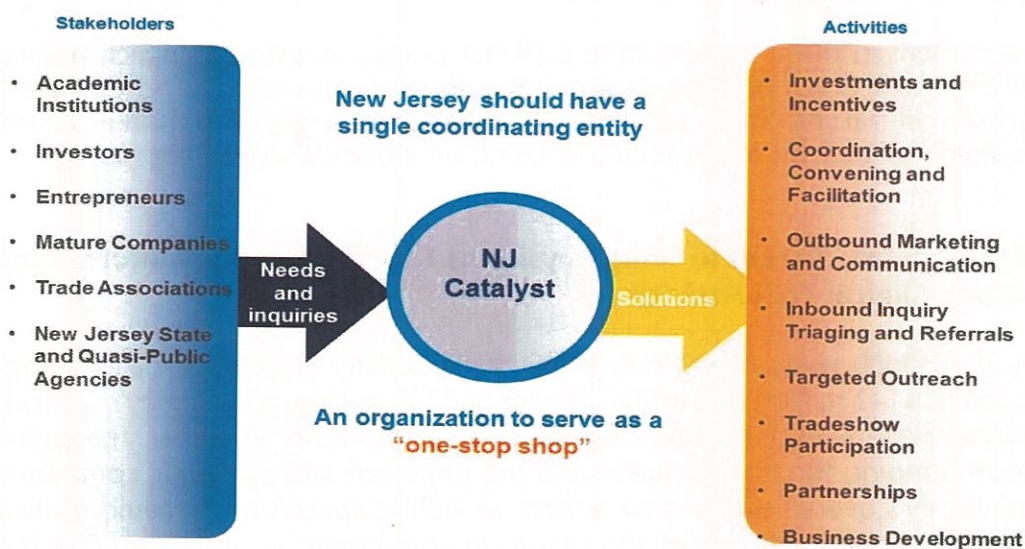 Stakeholders
• Academic
Institutions
• Investors
• Entrepreneurs
• Mature Companies
• Trade Associations
• New Jersey State
and Quasi-Public
Agencies
Needs
and
inquiries
New Jersey should have a
single coordinating entity
NJ
Catalyst
An organization to serve as a
“one-stop shop”
Solutions
Activities
• Investments and
Incentives
• Coordination,
Convening and
Facilitation
• Outbound Marketing
and Communication
• Inbound Inquiry
Triaging and Referrals
• Targeted Outreach
• Tradeshow
Participation
• Partnerships
• Business Development